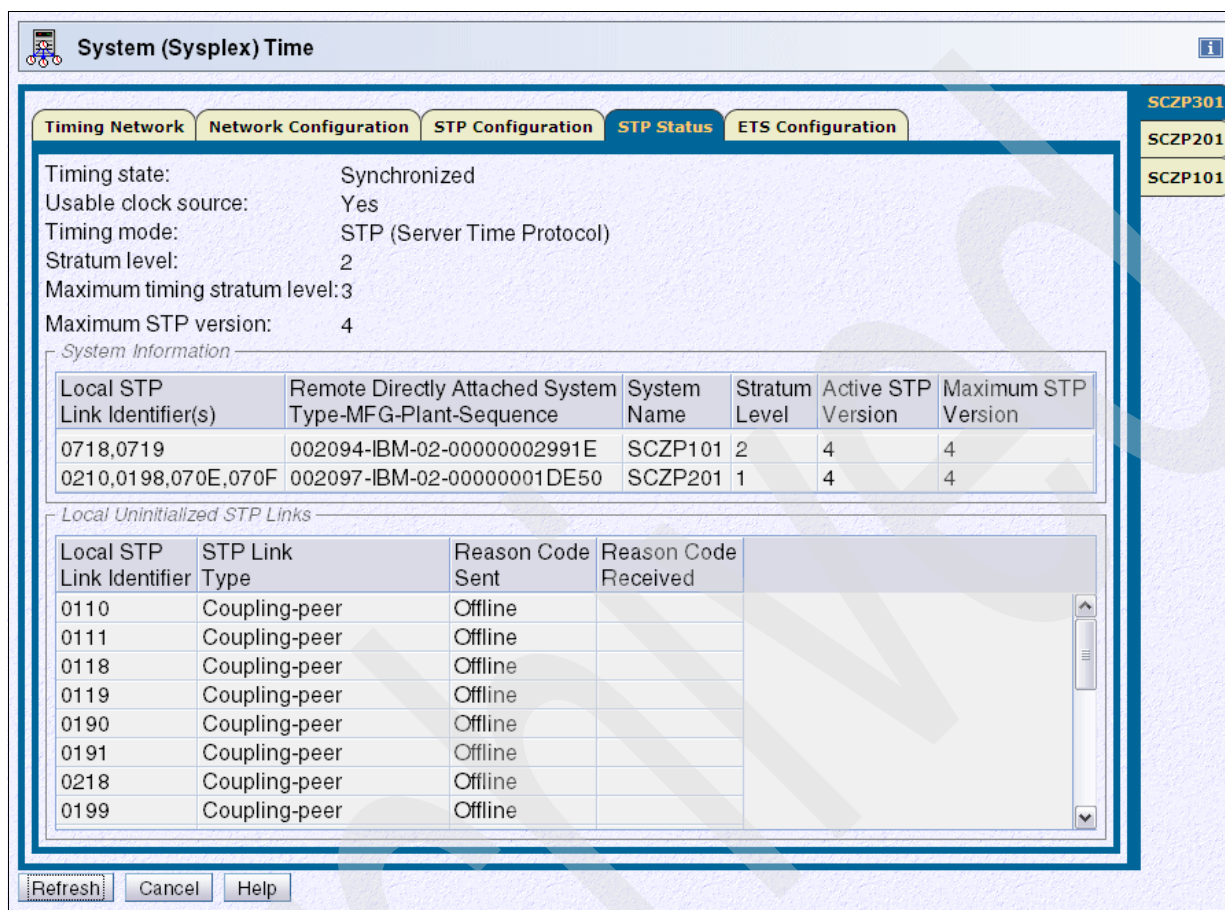 System (Sysplex) Time
i
SCZP301
SCZP201
SCZP101
Timing Network Network Configuration STP Configuration STP Status ETS Configuration
Timing state: Synchronized
Usable clock source: Yes
Timing mode: STP (Server Time Protocol)
Stratum level: 2
Maximum timing stratum level: 3
Maximum STP version: 4
System Information
Local STP Remote Directly Attached System System Stratum Active STP Maximum STP
Link Identifier(s) Type-MFG-Plant-Sequence Name Level Version Version
0718,0719 002094-IBM-02-00000002991E SCZP101 2 4 4
0210,0198,070E,070F 002097-IBM-02-00000001DE50 SCZP201 1 4 4
Local Uninitialized STP Links
Local STP STP Link Reason Code Reason Code
Link Identifier Type Sent Received
0110 Coupling-peer Offline
0111 Coupling-peer Offline
0118 Coupling-peer Offline
0119 Coupling-peer Offline
0190 Coupling-peer Offline
0191 Coupling-peer Offline
0218 Coupling-peer Offline
0199 Coupling-peer Offline
Refresh Cancel Help